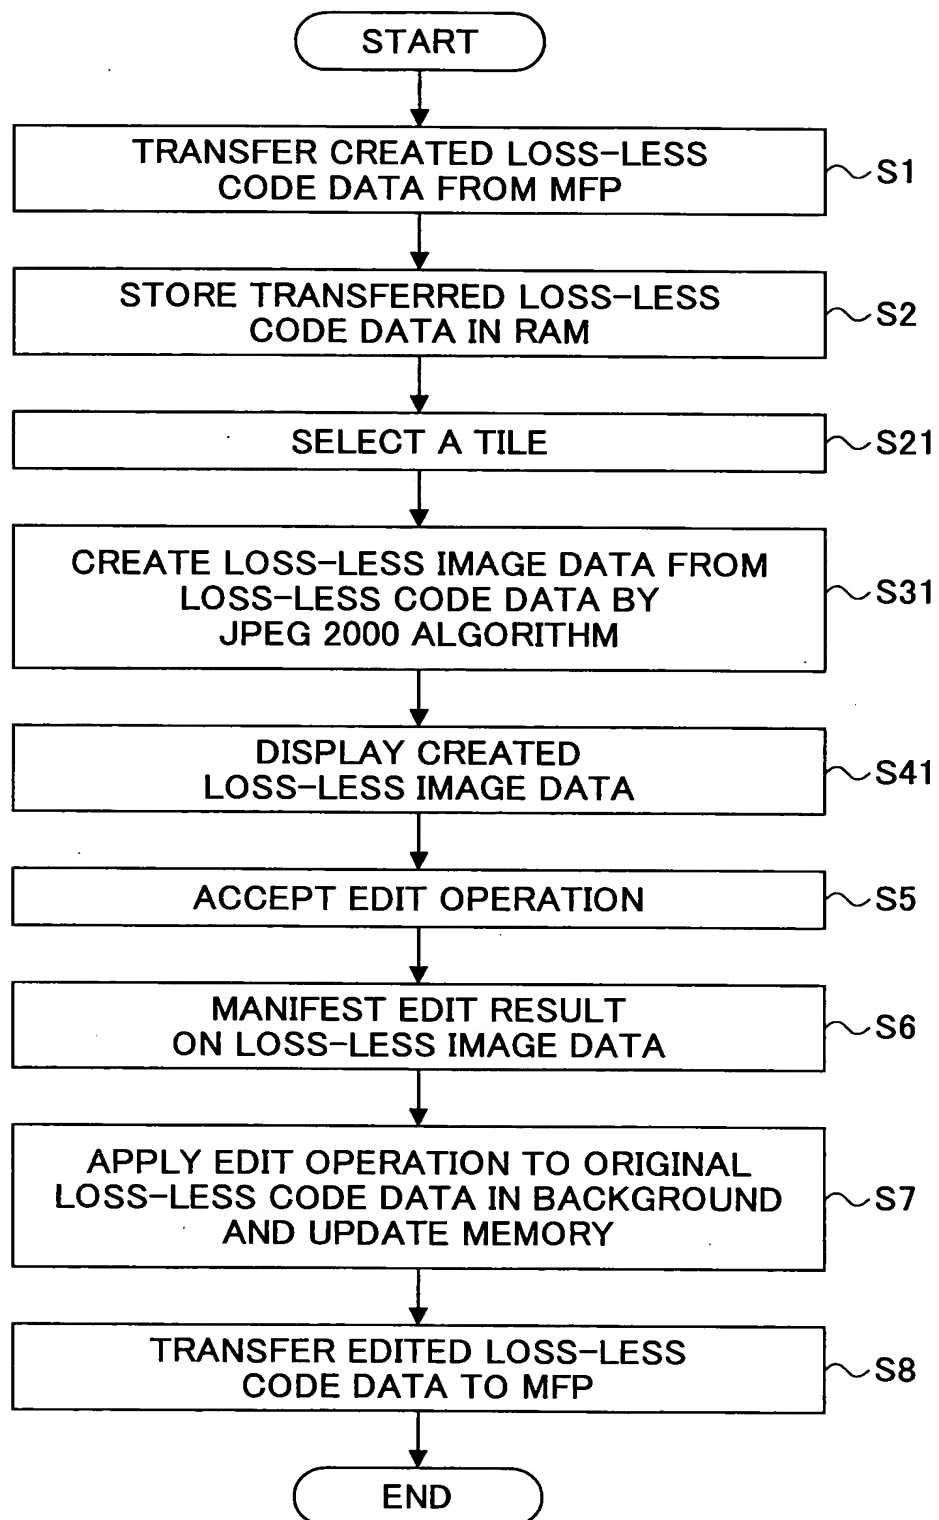 START
TRANSFER CREATED LOSS-LESS
CODE DATA FROM MFP
S1
STORE TRANSFERRED LOSS-LESS
CODE DATA IN RAM
S2
SELECT A TILE
S21
CREATE LOSS-LESS IMAGE DATA FROM
LOSS-LESS CODE DATA BY
JPEG 2000 ALGORITHM
S31
DISPLAY CREATED
LOSS-LESS IMAGE DATA
S41
ACCEPT EDIT OPERATION
S5
MANIFEST EDIT RESULT
ON LOSS-LESS IMAGE DATA
S6
APPLY EDIT OPERATION TO ORIGINAL
LOSS-LESS CODE DATA IN BACKGROUND
AND UPDATE MEMORY
S7
TRANSFER EDITED LOSS-LESS
CODE DATA TO MFP
S8
END